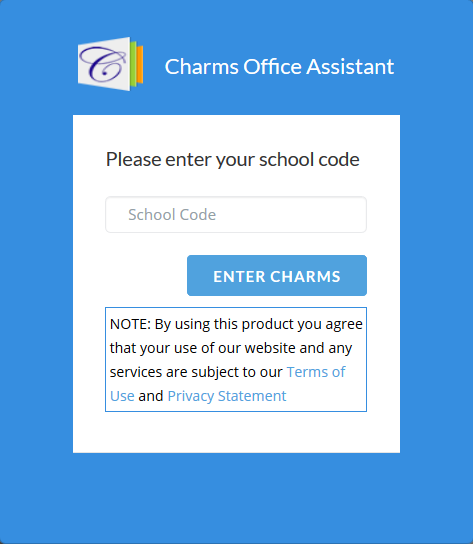 Charms Office Assistant
Please enter your school code
School Code
ENTER CHARMS
NOTE: By using this product you agree
that your use of our website and any
services are subject to our Terms of
Use and Privacy Statement